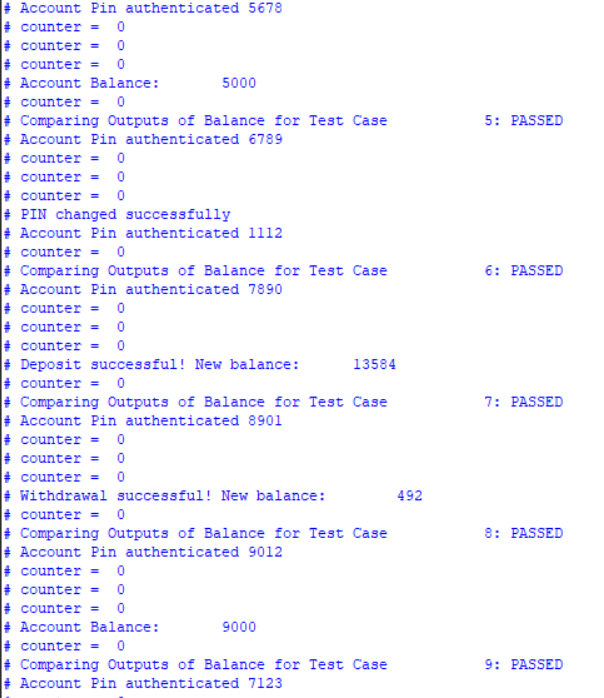 # Account Pin authenticated 5678
# counter =  0
# counter =  0
# counter =  0
# Account Balance:       5000
# counter =  0
# Comparing Outputs of Balance for Test Case           5: PASSED
# Account Pin authenticated 6789
# counter =  0
# counter =  0
# counter =  0
# PIN changed successfully
# Account Pin authenticated 1112
# counter =  0
# Comparing Outputs of Balance for Test Case           6: PASSED
# Account Pin authenticated 7890
# counter =  0
# counter =  0
# counter =  0
# Deposit successful! New balance:      13584
# counter =  0
# Comparing Outputs of Balance for Test Case           7: PASSED
# Account Pin authenticated 8901
# counter =  0
# counter =  0
# counter =  0
# Withdrawal successful! New balance:        492
# counter =  0
# Comparing Outputs of Balance for Test Case           8: PASSED
# Account Pin authenticated 9012
# counter =  0
# counter =  0
# counter =  0
# Account Balance:       9000
# counter =  0
# Comparing Outputs of Balance for Test Case           9: PASSED
# Account Pin authenticated 7123